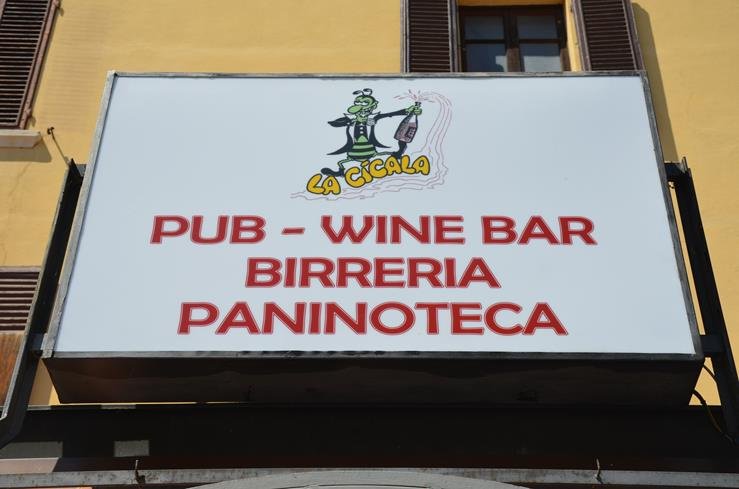 LA CICALA
PUB - WINE BAR
BIRRERIA
PANINOTECA